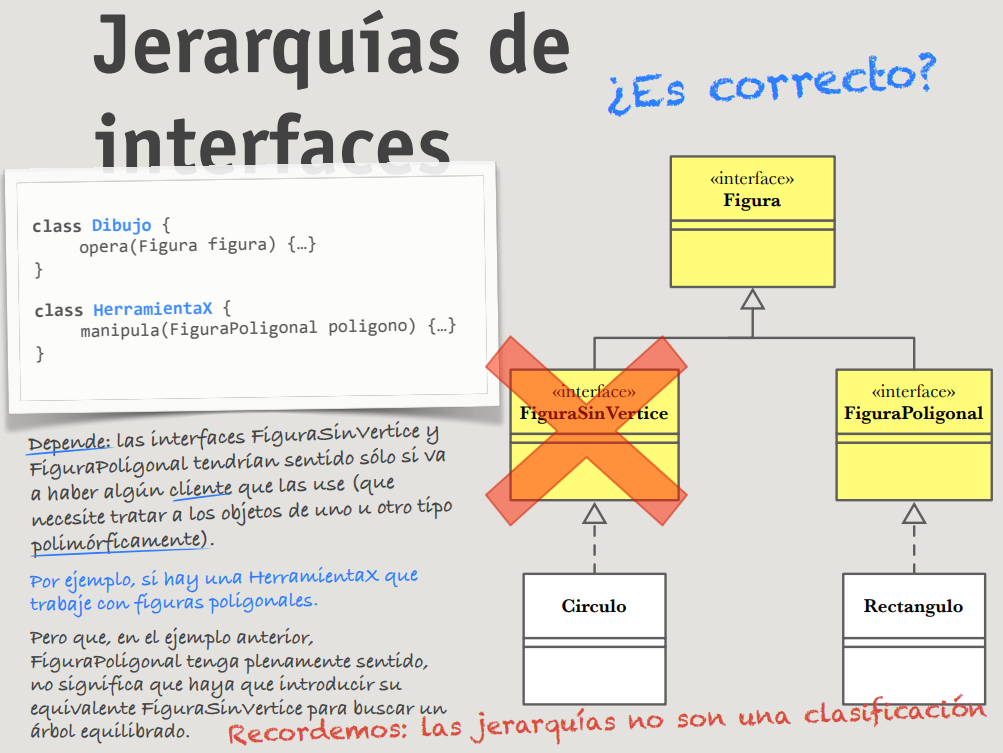 Jerarquías de
interfaces
¿Es correcto?
class Dibujo {
opera(Figura figura) {…}
}
class HerramientaX {
manipula(FiguraPoligonal poligono) {…}
}
Depende: las interfaces FiguraSinVertice y
FiguraPoligonal tendrían sentido sólo si va
a haber algún cliente que las use (que
necesite tratar a los objetos de uno u otro tipo
polimórficamente).
Por ejemplo, si hay una HerramientaX que
trabaje con figuras poligonales.
Pero que, en el ejemplo anterior,
FiguraPoligonal tenga plenamente sentido,
no significa que haya que introducir su
equivalente FiguraSinVertice para buscar un
árbol equilibrado.
«interface»
Figura
«interface»
FiguraSinVertice
«interface»
FiguraPoligonal
Circulo
Rectangulo
Recordemos: las jerarquías no son una clasificación